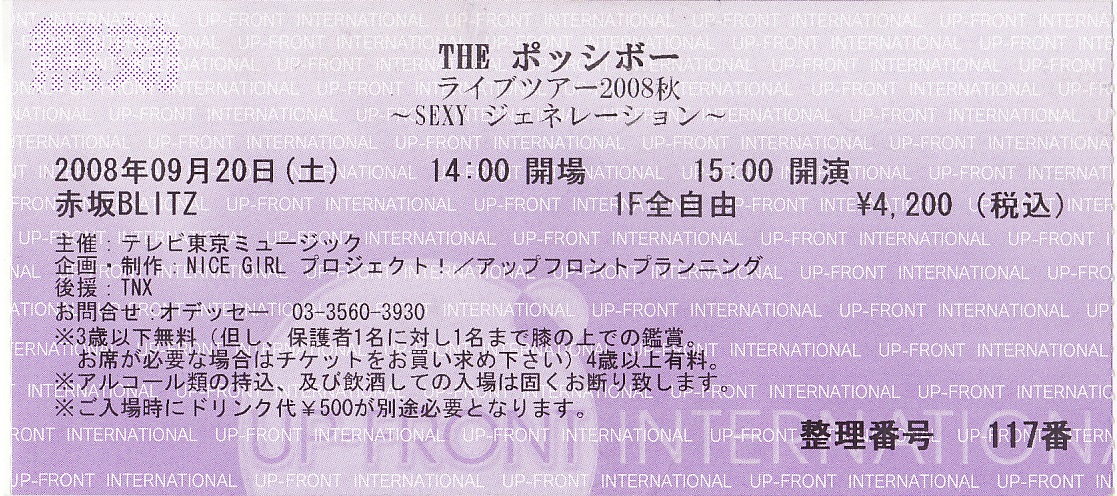 THE ポッシボー
ライブツアー2008秋
～SEXY ジェネレーション～
2008年09月20日(土) 14:00 開場 15:00 開演
赤坂BLITZ 1F全自由 ¥4,200 (税込)
主催：テレビ東京ミュージック
企画・制作：NICE GIRL プロジェクト！／アップフロントプランニング
後援：TNX
お問合せ：オデッセー 03-3560-3930
※3歳以下無料（但し、保護者1名に対し1名まで膝の上での鑑賞。
お席が必要な場合はチケットをお買い求め下さい）4歳以上有料。
※アルコール類の持込、及び飲酒しての入場は固くお断り致します。
※ご入場時にドリンク代￥500が別途必要となります。
UP-FRONT INTERNATIONAL
整理番号 117番